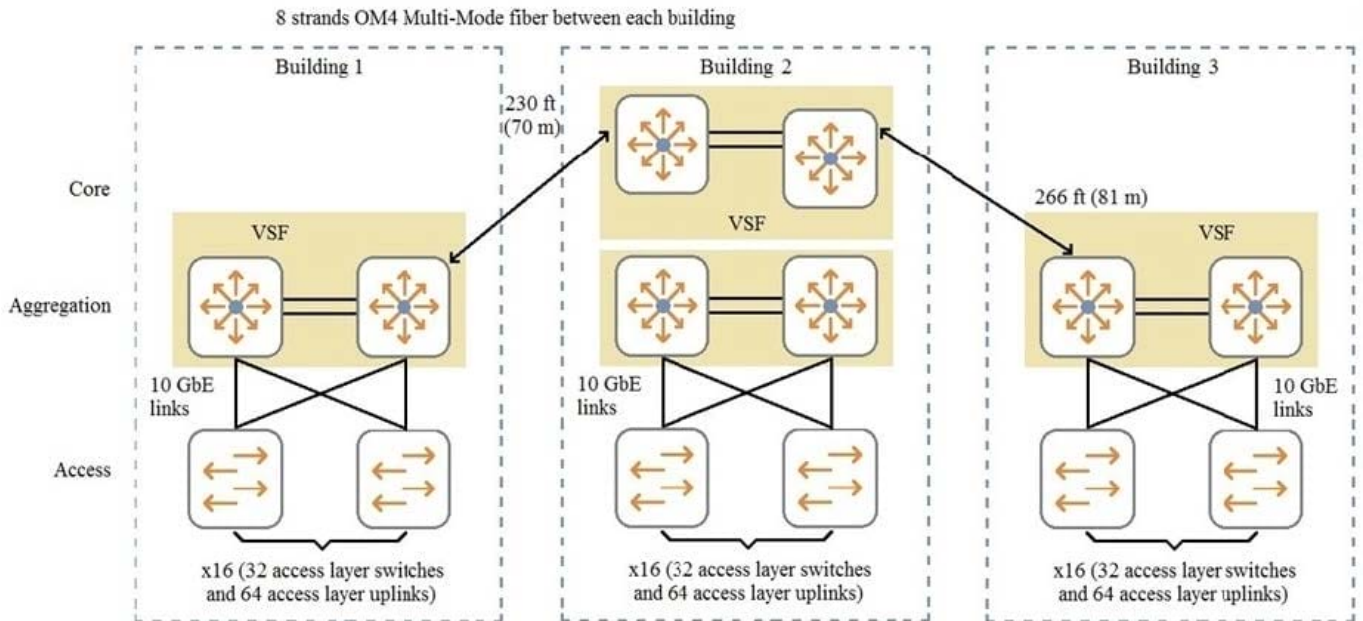 8 strands OM4 Multi-Mode fiber between each building
Building 1
Building 2
Building 3
230 ft
(70 m)
Core
266 ft (81 m)
VSF
VSF
VSF
Aggregation
10 GbE
links
10 GbE
links
10 GbE
links
Access
x16 (32 access layer switches
and 64 access layer uplinks)
x16 (32 access layer switches
and 64 access layer uplinks)
x16 (32 access layer switches
and 64 access layer uplinks)